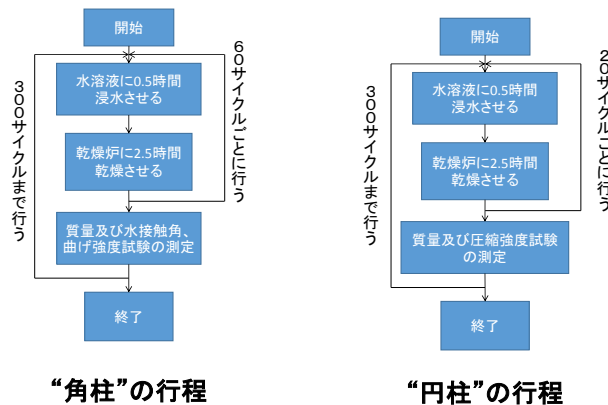 開始
水溶液に0.5時間
浸水させる
乾燥炉に2.5時間
乾燥させる
質量及び水接触角、
曲げ強度試験の測定
終了
300サイクルまで行う
60サイクルごとに行う
“角柱”の行程
開始
水溶液に0.5時間
浸水させる
乾燥炉に2.5時間
乾燥させる
質量及び圧縮強度試験
の測定
終了
300サイクルまで行う
20サイクルごとに行う
“円柱”の行程